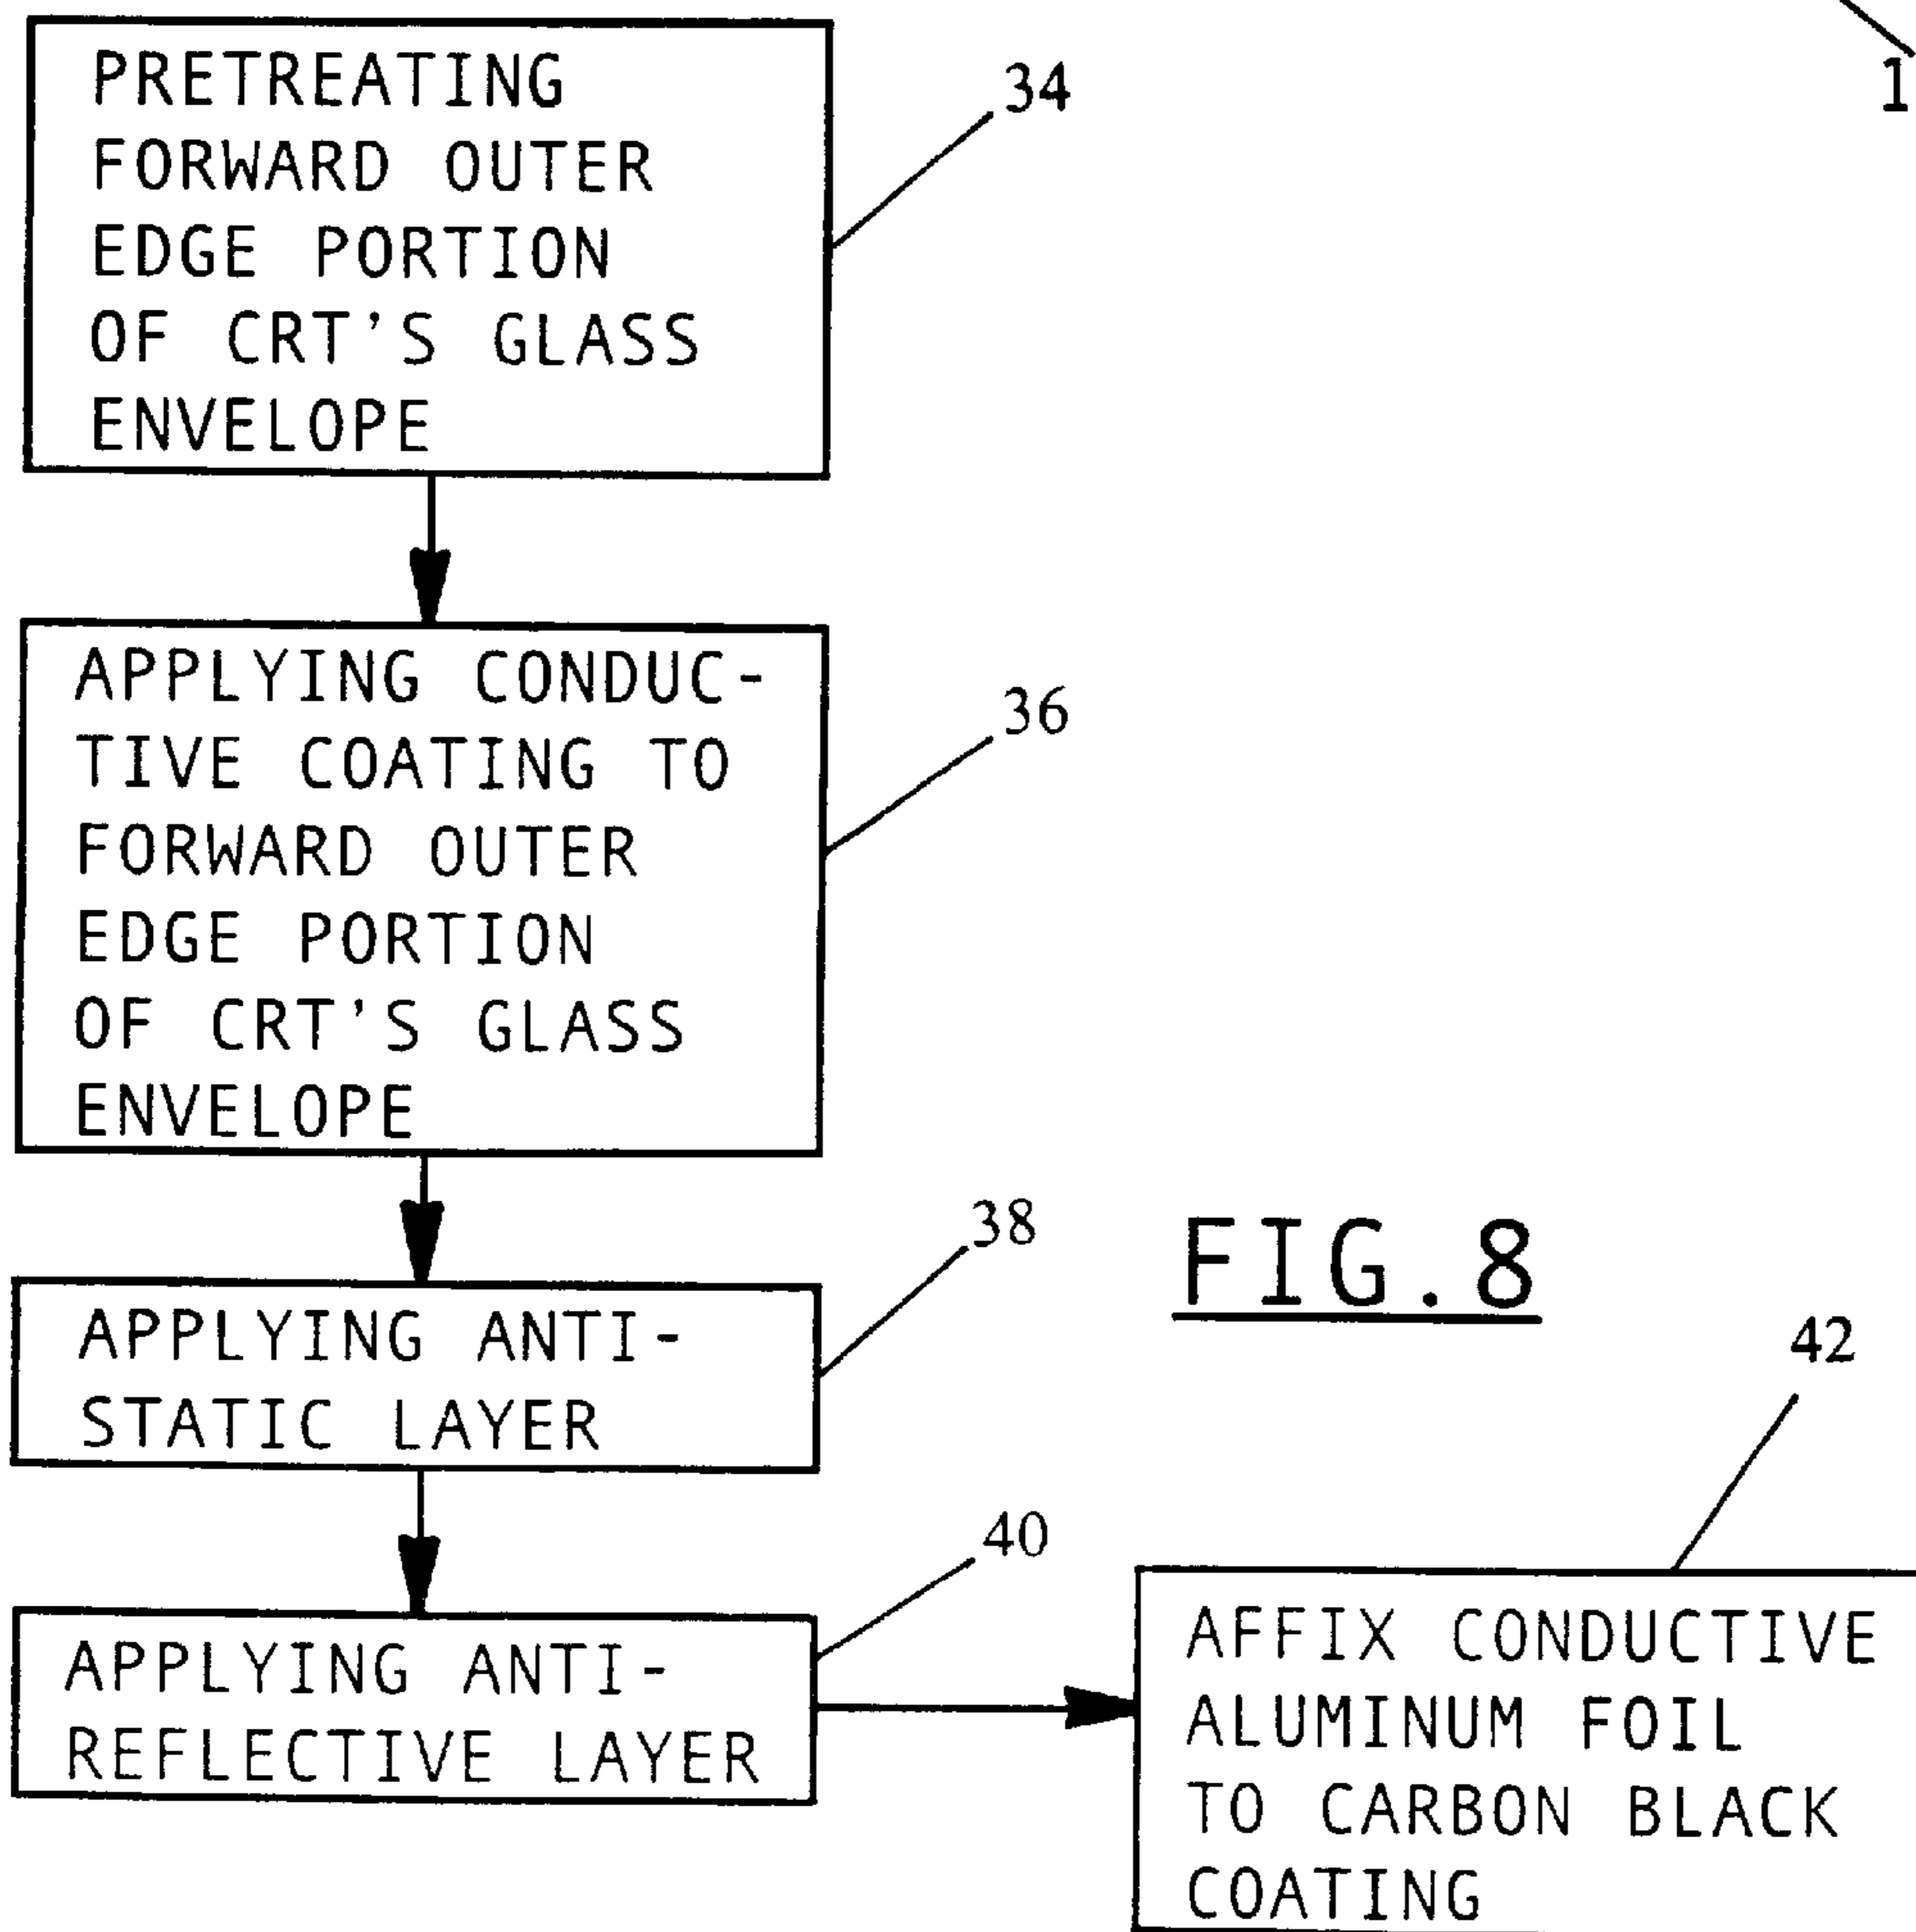 PRETREATING
FORWARD OUTER
EDGE PORTION
OF CRT'S GLASS
ENVELOPE
34
1
APPLYING CONDUC-
TIVE COATING TO
FORWARD OUTER
EDGE PORTION
OF CRT'S GLASS
ENVELOPE
36
APPLYING ANTI-
STATIC LAYER
38
FIG.8
APPLYING ANTI-
REFLECTIVE LAYER
40
42
AFFIX CONDUCTIVE
ALUMINUM FOIL
TO CARBON BLACK
COATING